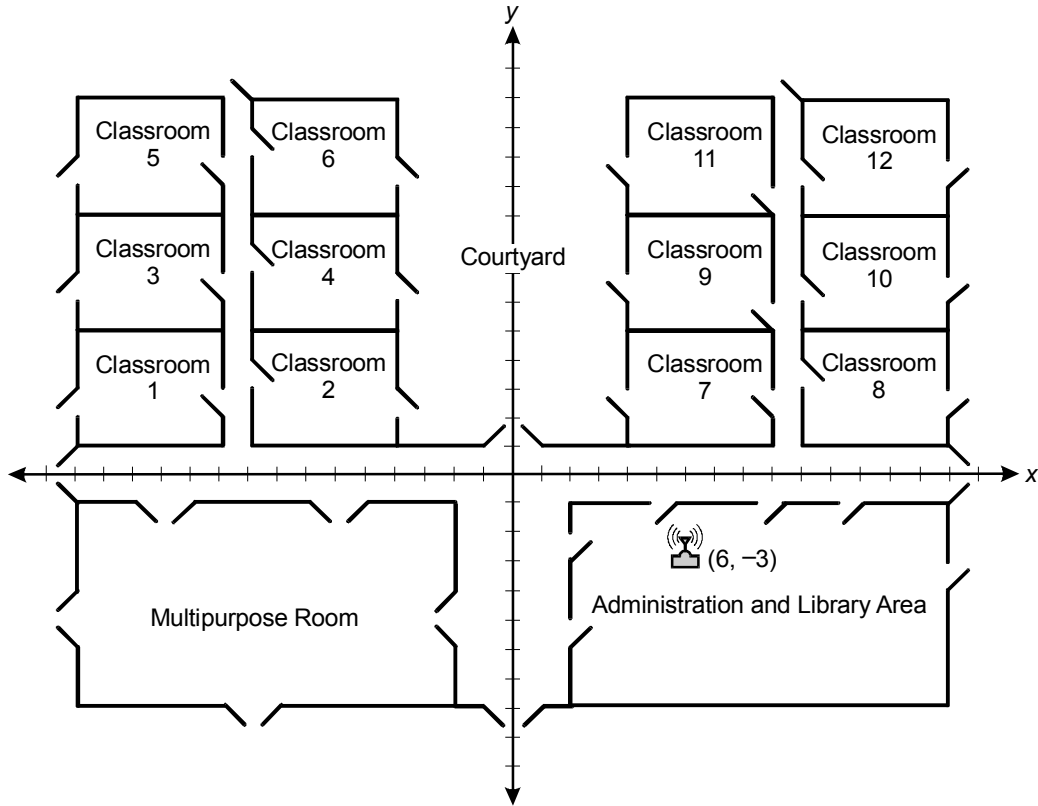 y
Classroom
5
Classroom
6
Classroom
11
Classroom
12
Classroom
3
Classroom
4
Courtyard
Classroom
9
Classroom
10
Classroom
1
Classroom
2
Classroom
7
Classroom
8
x
(6, –3)
Multipurpose Room
Administration and Library Area